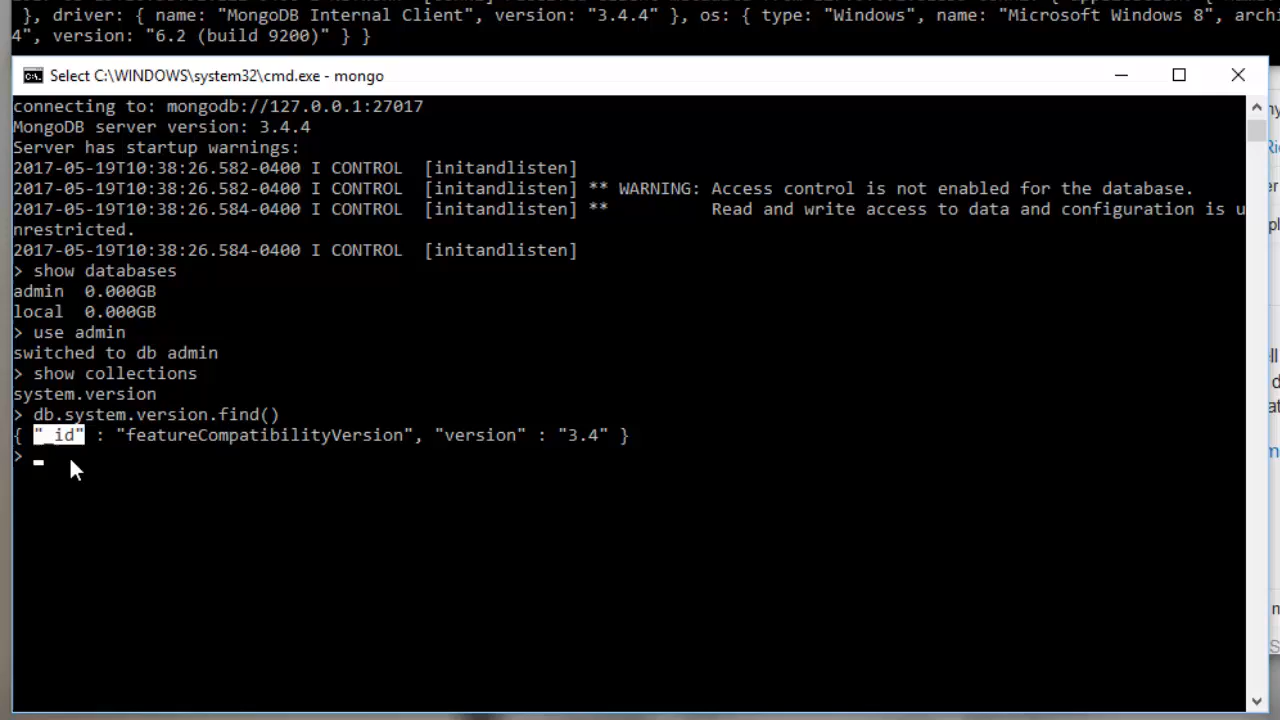 }, driver: { name: "MongoDB Internal Client", version: "3.4.4" }, os: { type: "Windows", name: "Microsoft Windows 8", archi
4", version: "6.2 (build 9200)" } }
Select C:\WINDOWS\system32\cmd.exe - mongo
connecting to: mongodb://127.0.0.1:27017
MongoDB server version: 3.4.4
Server has startup warnings:
2017-05-19T10:38:26.582-0400 I CONTROL  [initandlisten]
2017-05-19T10:38:26.582-0400 I CONTROL  [initandlisten] ** WARNING: Access control is not enabled for the database.
2017-05-19T10:38:26.584-0400 I CONTROL  [initandlisten] **          Read and write access to data and configuration is u
nrestricted.
2017-05-19T10:38:26.584-0400 I CONTROL  [initandlisten]
> show databases
admin  0.000GB
local  0.000GB
> use admin
switched to db admin
> show collections
system.version
> db.system.version.find()
{ "_id" : "featureCompatibilityVersion", "version" : "3.4" }
>